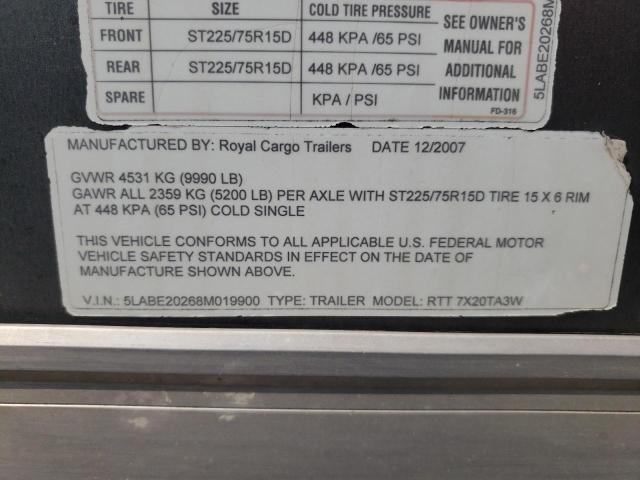 TIRE SIZE COLD TIRE PRESSURE
FRONT ST225/75R15D 448 KPA /65 PSI
REAR ST225/75R15D 448 KPA /65 PSI
SPARE KPA / PSI
SEE OWNER'S
MANUAL FOR
ADDITIONAL
INFORMATION
FD-316
5LABE20268M
MANUFACTURED BY: Royal Cargo Trailers DATE 12/2007
GVWR 4531 KG (9990 LB)
GAWR ALL 2359 KG (5200 LB) PER AXLE WITH ST225/75R15D TIRE 15 X 6 RIM
AT 448 KPA (65 PSI) COLD SINGLE
THIS VEHICLE CONFORMS TO ALL APPLICABLE U.S. FEDERAL MOTOR
VEHICLE SAFETY STANDARDS IN EFFECT ON THE DATE OF
MANUFACTURE SHOWN ABOVE.
V.I.N.: 5LABE20268M019900 TYPE: TRAILER MODEL: RTT 7X20TA3W